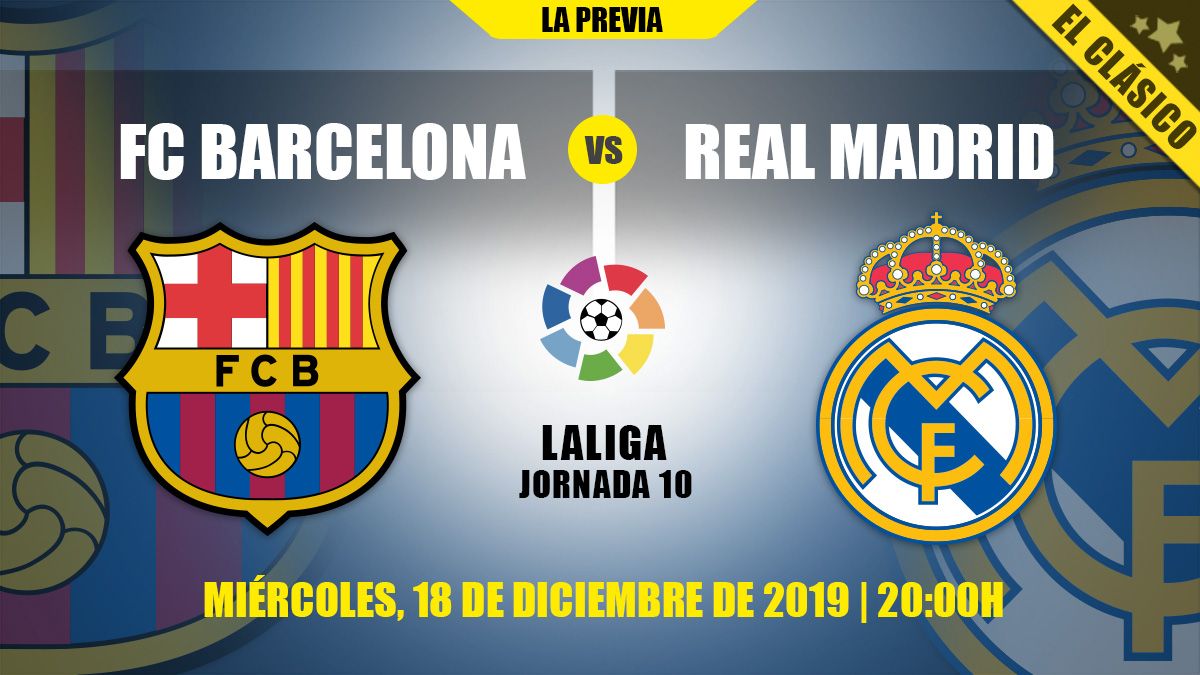 LA PREVIA
EL CLÁSICO
FC BARCELONA VS REAL MADRID
FCB
LALIGA
JORNADA 10
MIÉRCOLES, 18 DE DICIEMBRE DE 2019 | 20:00H